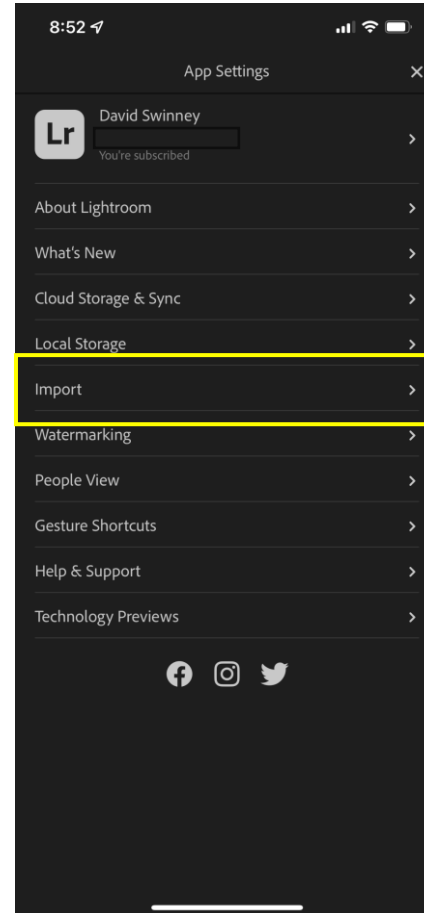 8:52
App Settings
Lr
David Swinney
You're subscribed
About Lightroom
What's New
Cloud Storage & Sync
Local Storage
Import
Watermarking
People View
Gesture Shortcuts
Help & Support
Technology Previews